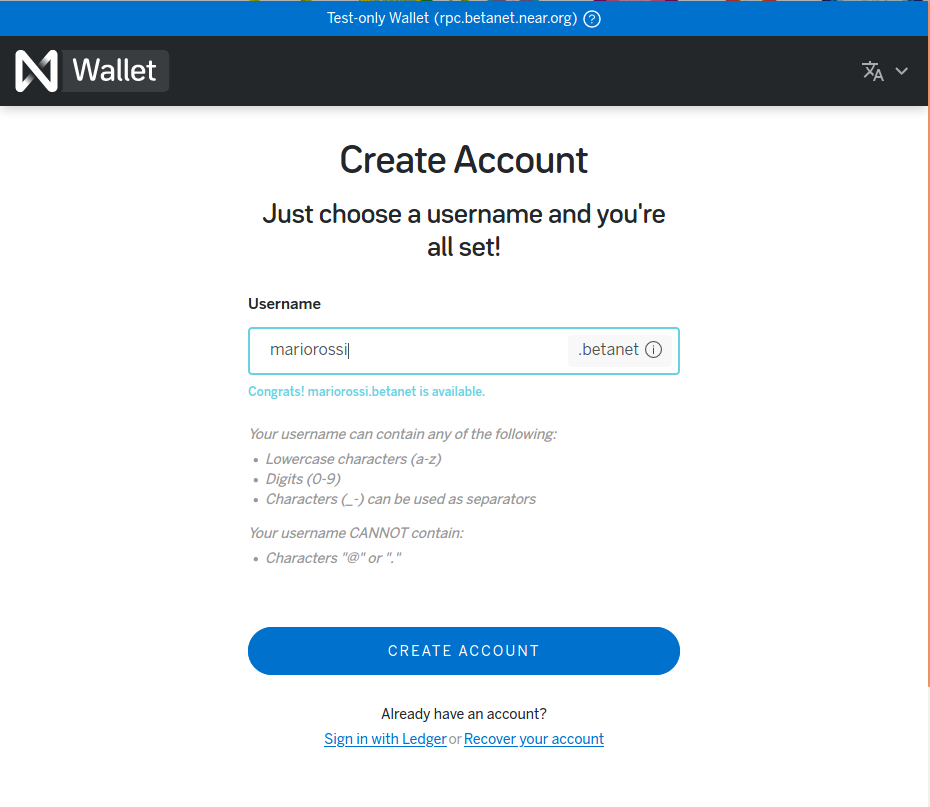 Test-only Wallet (rpc.betanet.near.org) ?
N Wallet
Create Account
Just choose a username and you're
all set!
Username
mariorossi .betanet i
Congrats! mariorossi.betanet is available.
Your username can contain any of the following:
• Lowercase characters (a-z)
• Digits (0-9)
• Characters (_-) can be used as separators
Your username CANNOT contain:
• Characters "@" or "."
CREATE ACCOUNT
Already have an account?
Sign in with Ledger or Recover your account